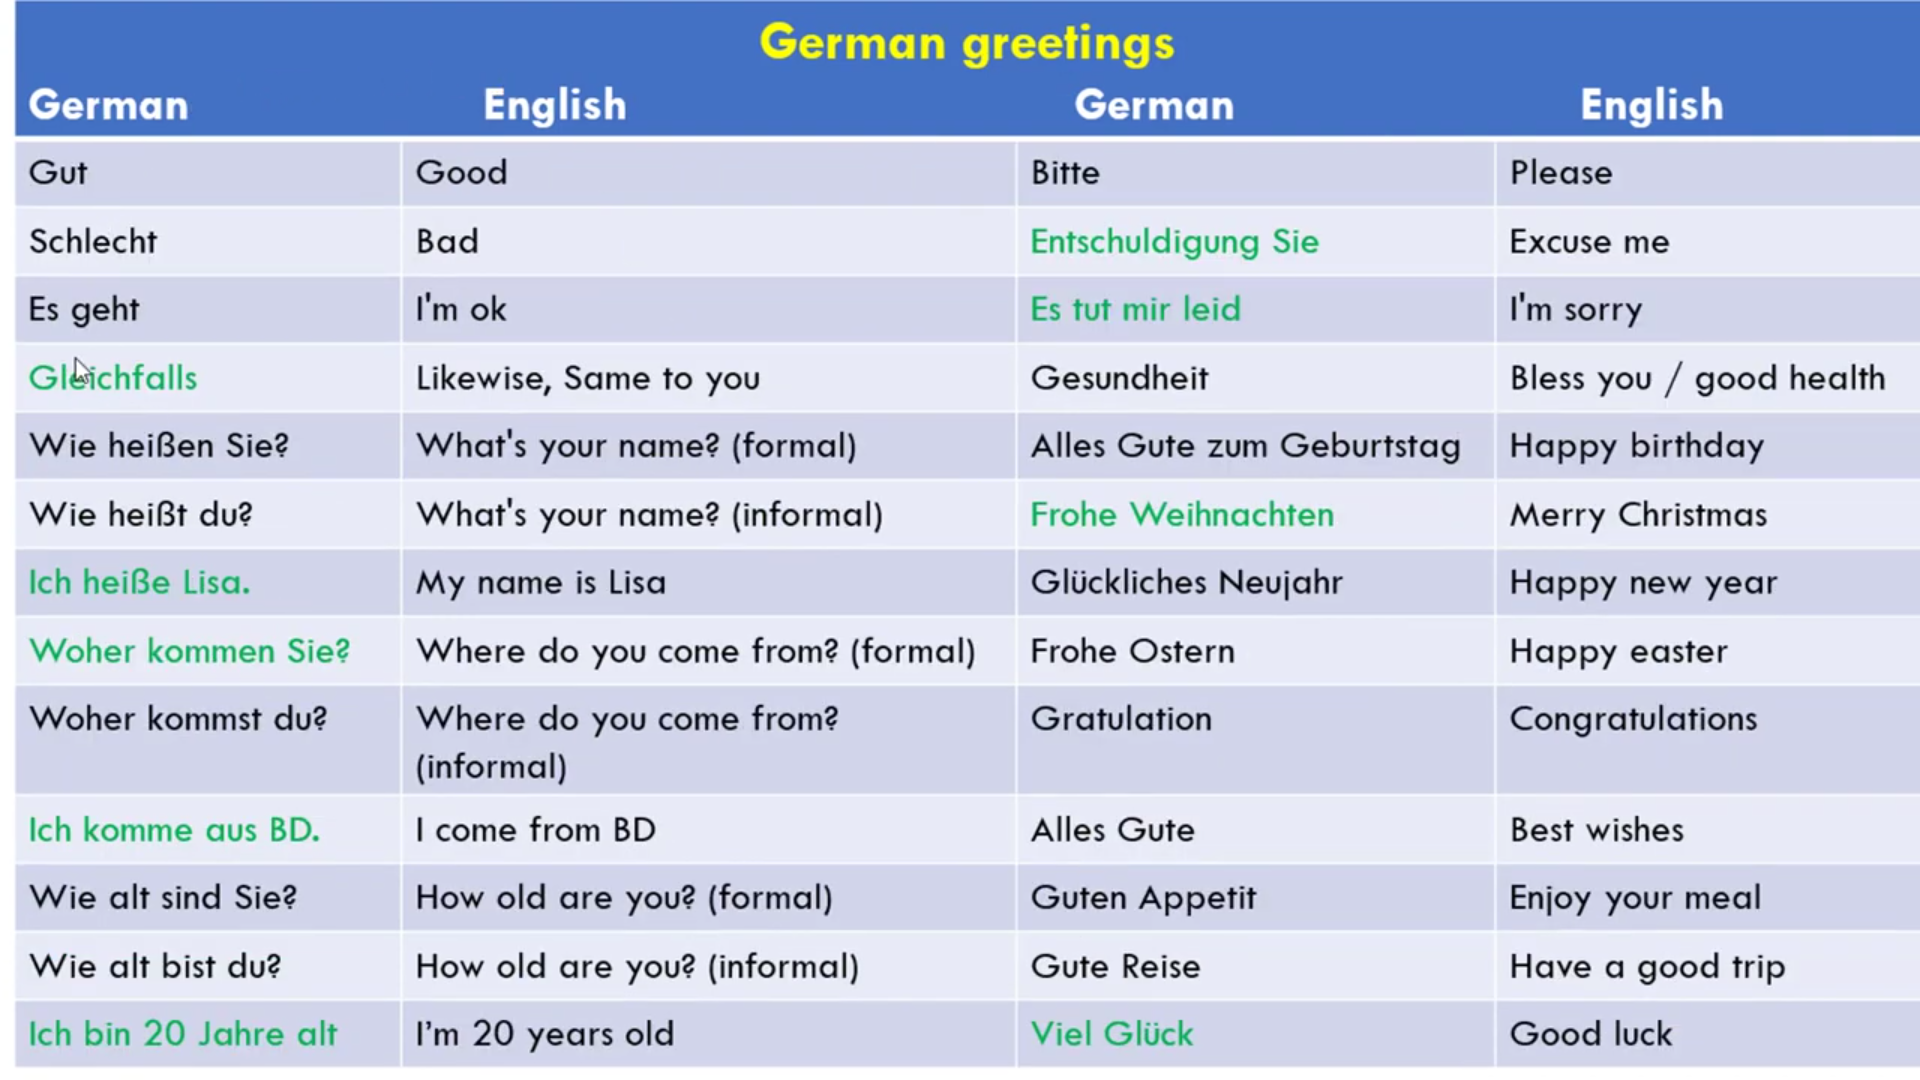 German greetings
German English German English
Gut Good Bitte Please
Schlecht Bad Entschuldigung Sie Excuse me
Es geht I'm ok Es tut mir leid I'm sorry
Gleichfalls Likewise, Same to you Gesundheit Bless you / good health
Wie heißen Sie? What's your name? (formal) Alles Gute zum Geburtstag Happy birthday
Wie heißt du? What's your name? (informal) Frohe Weihnachten Merry Christmas
Ich heiße Lisa. My name is Lisa Glückliches Neujahr Happy new year
Woher kommen Sie? Where do you come from? (formal) Frohe Ostern Happy easter
Woher kommst du? Where do you come from? Gratulation Congratulations
(informal)
Ich komme aus BD. I come from BD Alles Gute Best wishes
Wie alt sind Sie? How old are you? (formal) Guten Appetit Enjoy your meal
Wie alt bist du? How old are you? (informal) Gute Reise Have a good trip
Ich bin 20 Jahre alt I’m 20 years old Viel Glück Good luck